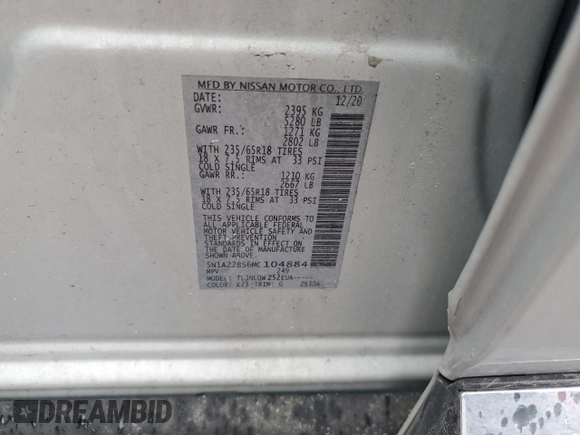 MFD BY NISSAN MOTOR CO., LTD.
DATE: 12/20
GVWR: 2395 KG
5280 LB
GAWR FR.: 1271 KG
2802 LB
WITH 235/65R18 TIRES
18 X 7.5 RIMS AT 33 PSI
COLD SINGLE
GAWR RR.: 1210 KG
2667 LB
WITH 235/65R18 TIRES
18 X 7.5 RIMS AT 33 PSI
COLD SINGLE
THIS VEHICLE CONFORMS TO
ALL APPLICABLE FEDERAL
MOTOR VEHICLE SAFETY AND
THEFT PREVENTION
STANDARDS IN EFFECT ON
THE DATE OF MANUFACTURE
SHOWN ABOVE.
5N1AZ2BS6MC104884
MPV 249
MODEL:
COLOR: K23 TRIM: G
DREAMBID